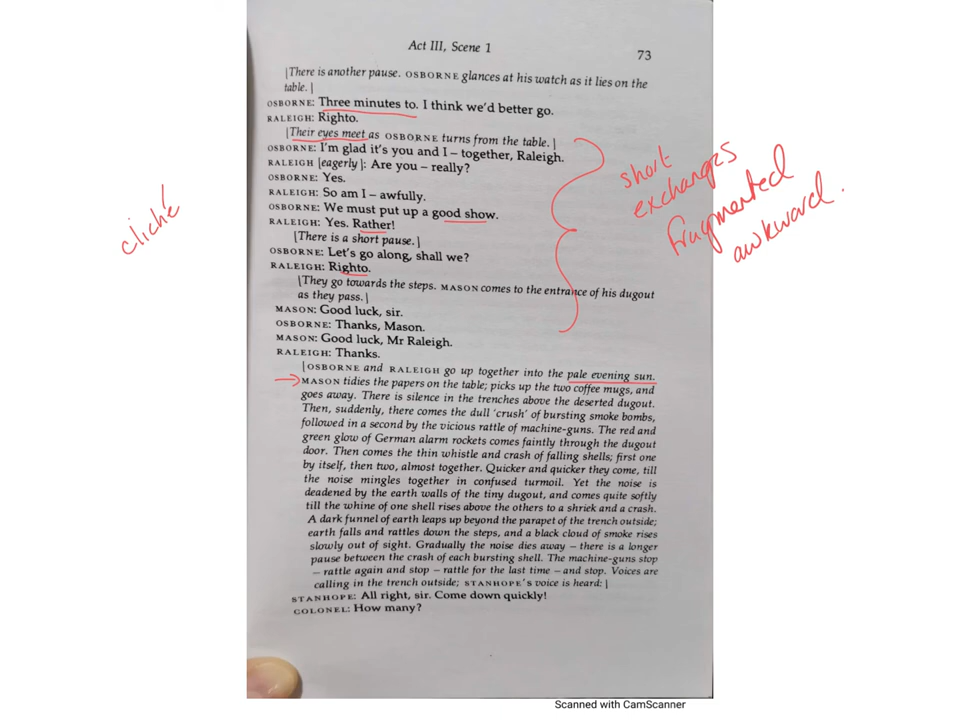 Act III, Scene 1
73
[There is another pause. OSBORNE glances at his watch as it lies on the
table.]
OSBORNE: Three minutes to. I think we'd better go.
RALEIGH: Righto.
[Their eyes meet as OSBORNE turns from the table.]
OSBORNE: I'm glad it's you and I – together, Raleigh.
RALEIGH [eagerly]: Are you – really?
OSBORNE: Yes.
RALEIGH: So am I – awfully.
OSBORNE: We must put up a good show.
RALEIGH: Yes. Rather!
[There is a short pause.]
OSBORNE: Let's go along, shall we?
RALEIGH: Righto.
[They go towards the steps. MASON comes to the entrance of his dugout
as they pass.]
MASON: Good luck, sir.
OSBORNE: Thanks, Mason.
MASON: Good luck, Mr Raleigh.
RALEIGH: Thanks.
[OSBORNE and RALEIGH go up together into the pale evening sun.
MASON tidies the papers on the table; picks up the two coffee mugs, and
goes away. There is silence in the trenches above the deserted dugout.
Then, suddenly, there comes the dull 'crush' of bursting smoke bombs,
followed in a second by the vicious rattle of machine-guns. The red and
green glow of German alarm rockets comes faintly through the dugout
door. Then comes the thin whistle and crash of falling shells; first one
by itself, then two, almost together. Quicker and quicker they come, till
the noise mingles together in confused turmoil. Yet the noise is
deadened by the earth walls of the tiny dugout, and comes quite softly
till the whine of one shell rises above the others to a shriek and a crash.
A dark funnel of earth leaps up beyond the parapet of the trench outside;
earth falls and rattles down the steps, and a black cloud of smoke rises
slowly out of sight. Gradually the noise dies away – there is a longer
pause between the crash of each bursting shell. The machine-guns stop
– rattle again and stop – rattle for the last time – and stop. Voices are
calling in the trench outside; STANHOPE's voice is heard:]
STANHOPE: All right, sir. Come down quickly!
COLONEL: How many?
cliché
short
exchanges
fragmented
awkward.
Scanned with CamScanner